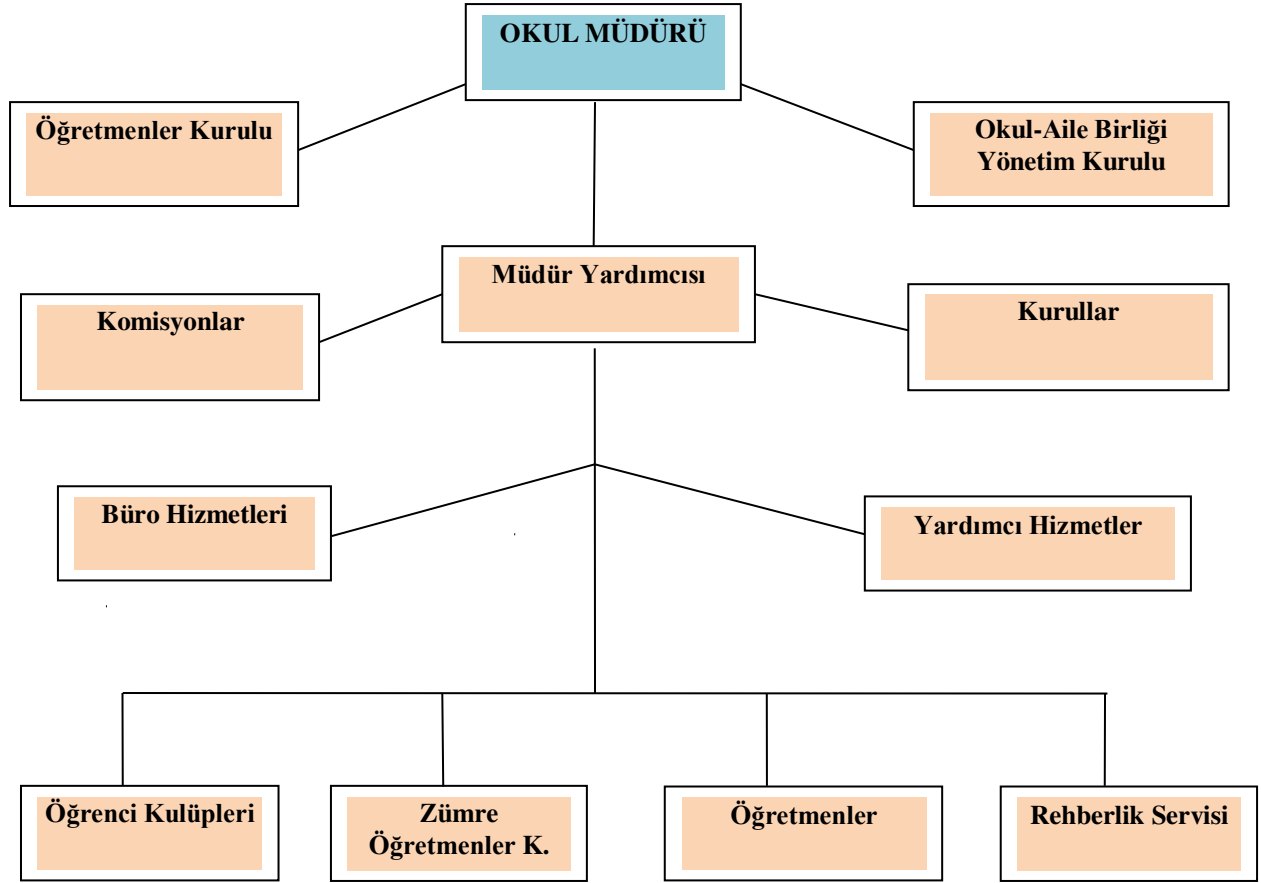 OKUL MÜDÜRÜ
Öğretmenler Kurulu
Okul-Aile Birliği
Yönetim Kurulu
Müdür Yardımcısı
Komisyonlar
Kurullar
Büro Hizmetleri
Yardımcı Hizmetler
Öğrenci Kulüpleri
Zümre
Öğretmenler K.
Öğretmenler
Rehberlik Servisi